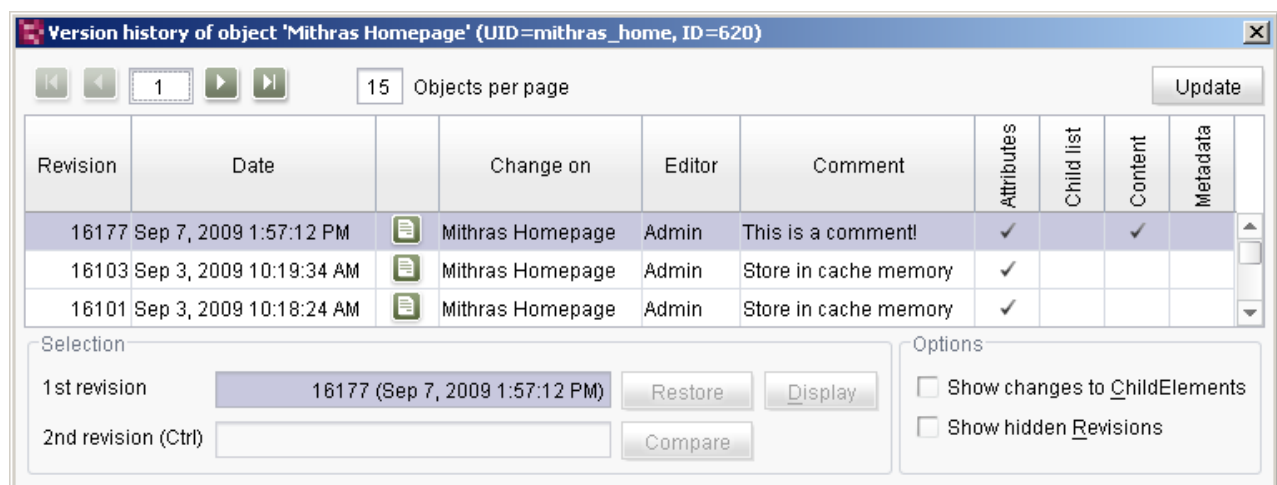 Version history of object 'Mithras Homepage' (UID=mithras_home, ID=620)
1 15 Objects per page Update
Revision Date Change on Editor Comment Attributes Child list Content Metadata
16177 Sep 7, 2009 1:57:12 PM Mithras Homepage Admin This is a comment! ✓ ✓
16103 Sep 3, 2009 10:19:34 AM Mithras Homepage Admin Store in cache memory ✓
16101 Sep 3, 2009 10:18:24 AM Mithras Homepage Admin Store in cache memory ✓
Selection Options
1st revision 16177 (Sep 7, 2009 1:57:12 PM) Restore Display Show changes to ChildElements
2nd revision (Ctrl) Compare Show hidden Revisions